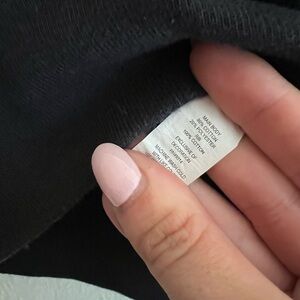 MAIN BODY
80% COTTON
20% POLYESTER
RIB
100% COTTON
EXCLUSIVE OF
DECORATION
MACHINE WASH COLD